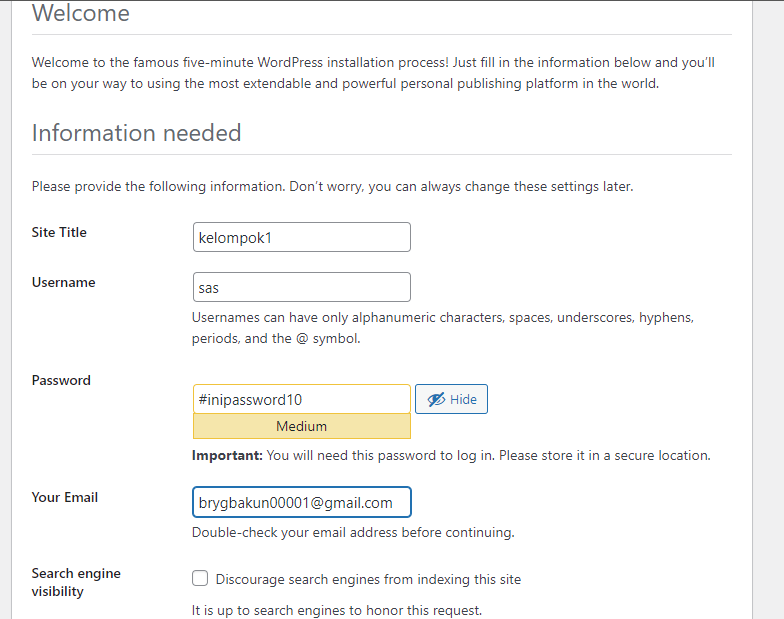 Welcome
Welcome to the famous five-minute WordPress installation process! Just fill in the information below and you’ll
be on your way to using the most extendable and powerful personal publishing platform in the world.
Information needed
Please provide the following information. Don’t worry, you can always change these settings later.
Site Title
kelompok1
Username
sas
Usernames can have only alphanumeric characters, spaces, underscores, hyphens,
periods, and the @ symbol.
Password
#inipassword10
Hide
Medium
Important: You will need this password to log in. Please store it in a secure location.
Your Email
brygbakun00001@gmail.com
Double-check your email address before continuing.
Search engine
visibility
Discourage search engines from indexing this site
It is up to search engines to honor this request.